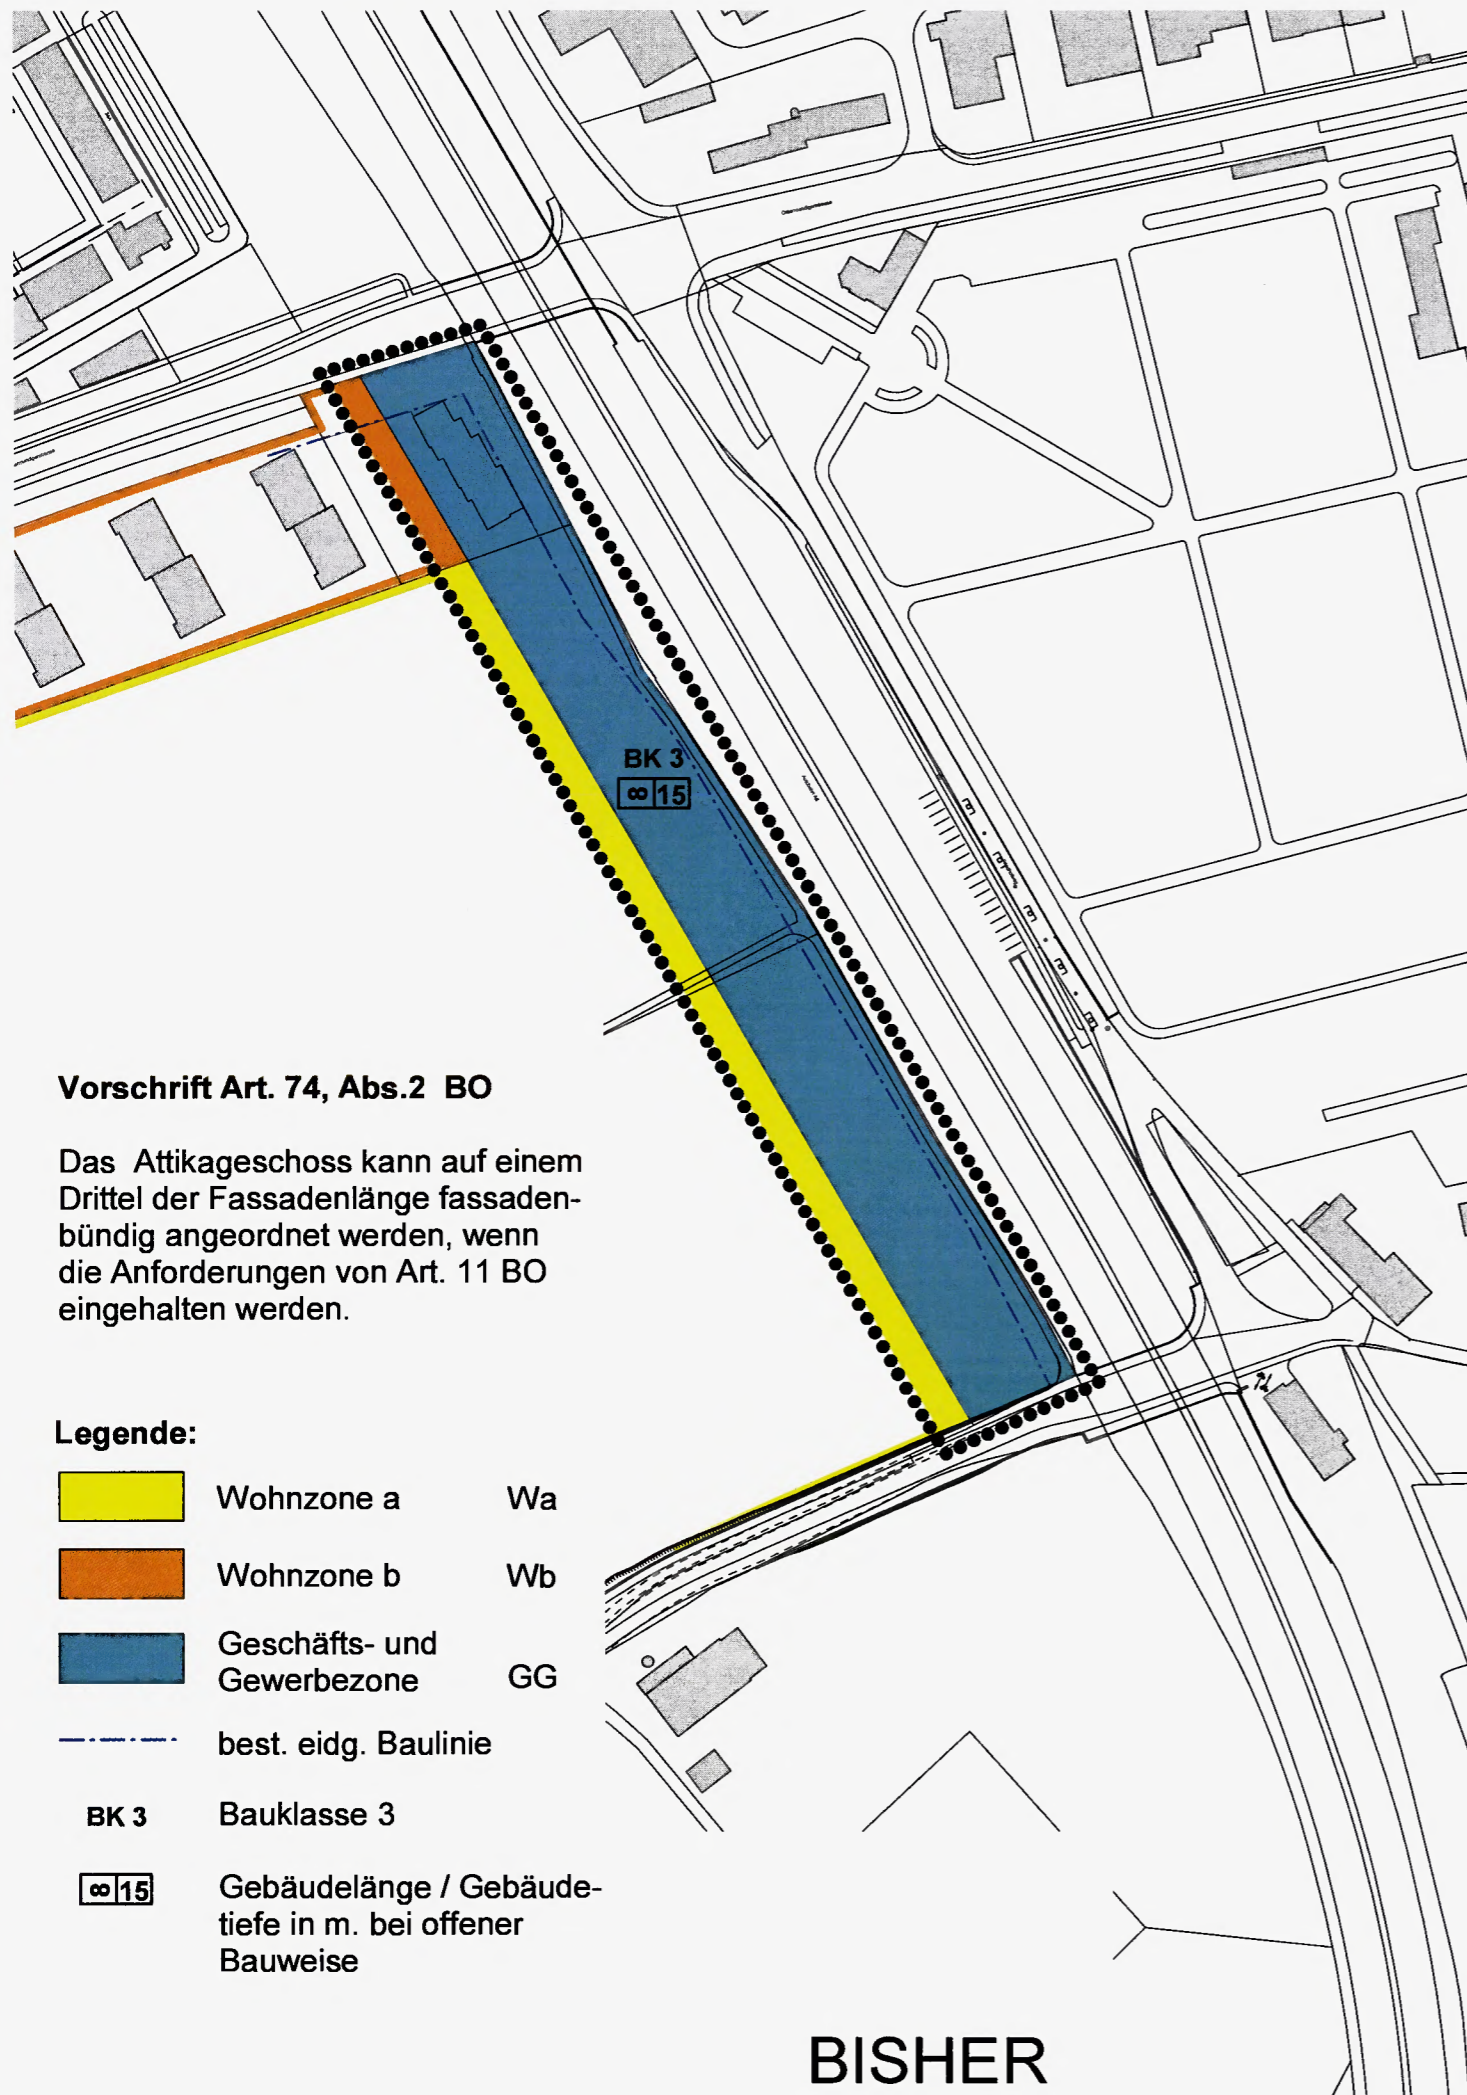 BK 3
∞ 15
Vorschrift Art. 74, Abs.2 BO
Das Attikageschoss kann auf einem
Drittel der Fassadenlänge fassaden-
bündig angeordnet werden, wenn
die Anforderungen von Art. 11 BO
eingehalten werden.
Legende:
Wohnzone a Wa
Wohnzone b Wb
Geschäfts- und
Gewerbezone GG
best. eidg. Baulinie
BK 3 Bauklasse 3
∞ 15 Gebäudelänge / Gebäude-
tiefe in m. bei offener
Bauweise
BISHER